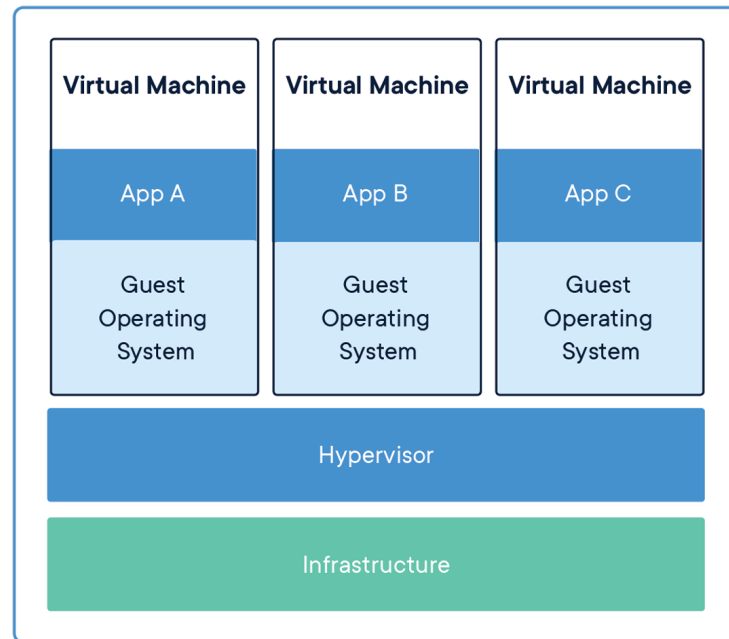 Virtual Machine
Virtual Machine
Virtual Machine
App A
App B
App C
Guest
Operating
System
Guest
Operating
System
Guest
Operating
System
Hypervisor
Infrastructure